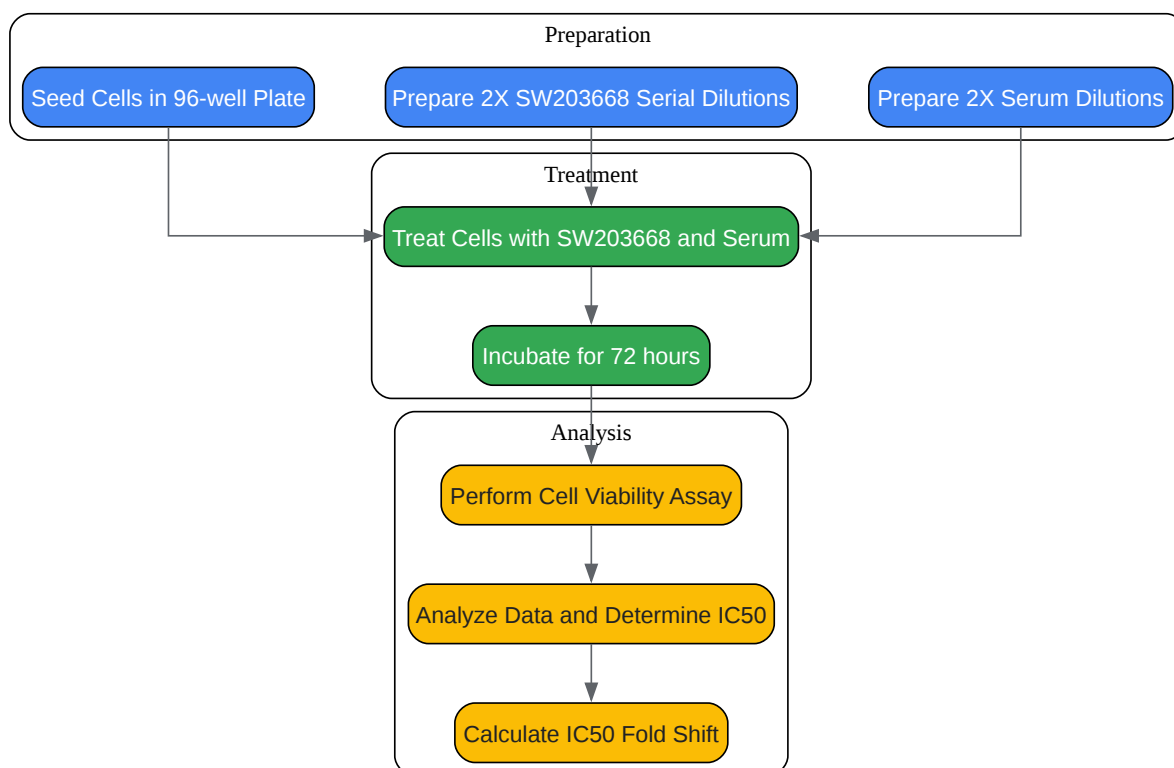 Preparation
Seed Cells in 96-well Plate
Prepare 2X SW203668 Serial Dilutions
Prepare 2X Serum Dilutions
Treatment
Treat Cells with SW203668 and Serum
Incubate for 72 hours
Analysis
Perform Cell Viability Assay
Analyze Data and Determine IC50
Calculate IC50 Fold Shift